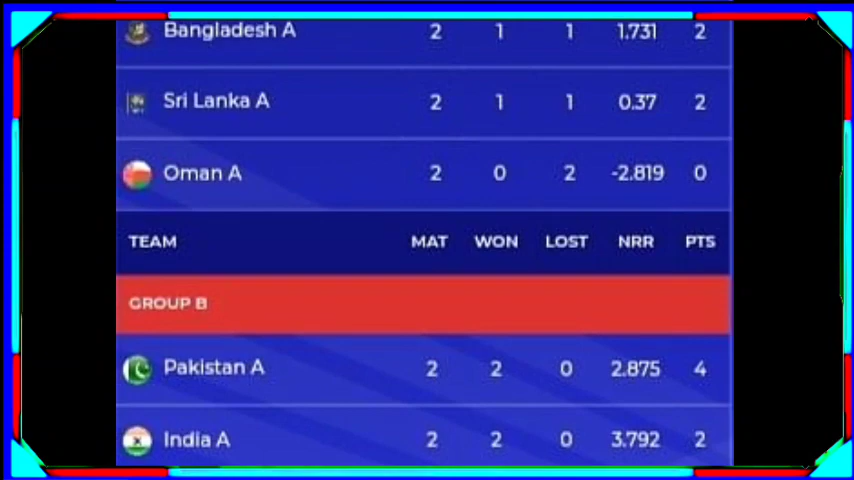 Bangladesh A 2 1 1 1.731 2
Sri Lanka A 2 1 1 0.37 2
Oman A 2 0 2 -2.819 0
TEAM MAT WON LOST NRR PTS
GROUP B
Pakistan A 2 2 0 2.875 4
India A 2 2 0 3.792 2